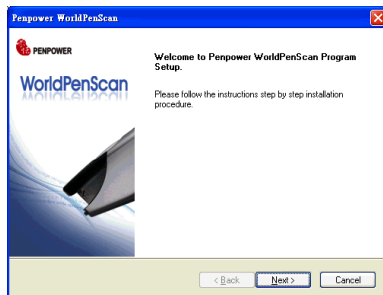 Penpower WorldPenScan
PENPOWER
WorldPenScan
Welcome to Penpower WorldPenScan Program
Setup.
Please follow the instructions step by step installation
procedure.
< Back
Next >
Cancel